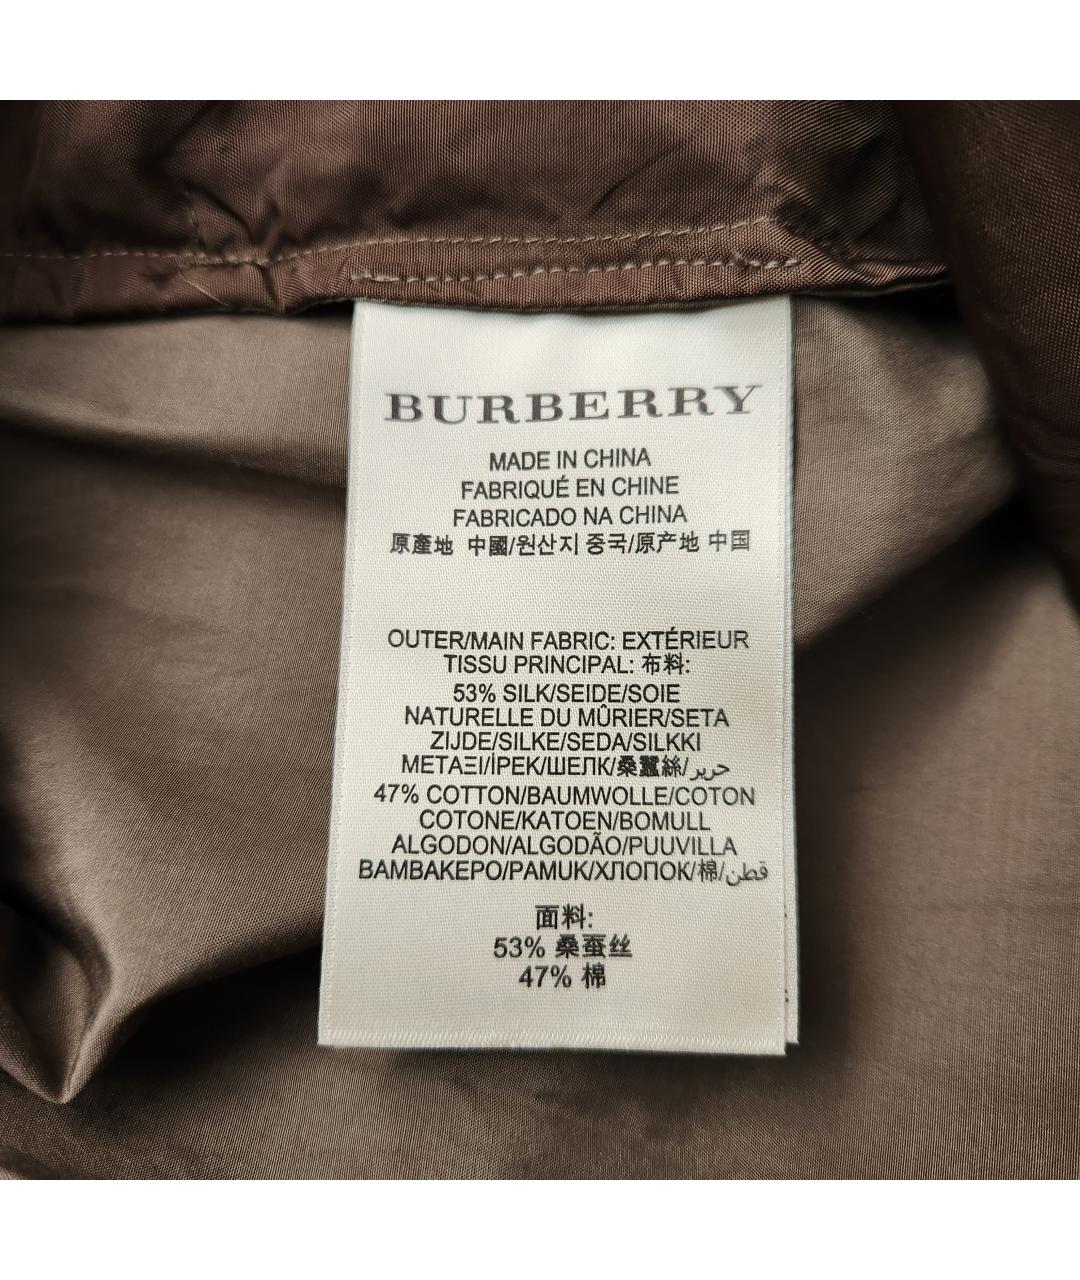 BURBERRY
MADE IN CHINA
FABRIQUÉ EN CHINE
FABRICADO NA CHINA
原產地 中國/원산지 중국/原产地 中国
OUTER/MAIN FABRIC: EXTÉRIEUR
TISSU PRINCIPAL: 布料:
53% SILK/SEIDE/SOIE
NATURELLE DU MÛRIER/SETA
ZIJDE/SILKE/SEDA/SILKKI
ΜΕΤΑΞΙ/İPEK/ШЕЛК/桑蠶絲/حرير
47% COTTON/BAUMWOLLE/COTON
COTONE/KATOEN/BOMULL
ALGODON/ALGODÃO/PUUVILLA
ΒΑΜΒΑΚΕΡΟ/PAMUK/ХЛОПОК/棉/قطن
面料:
53% 桑蚕丝
47% 棉